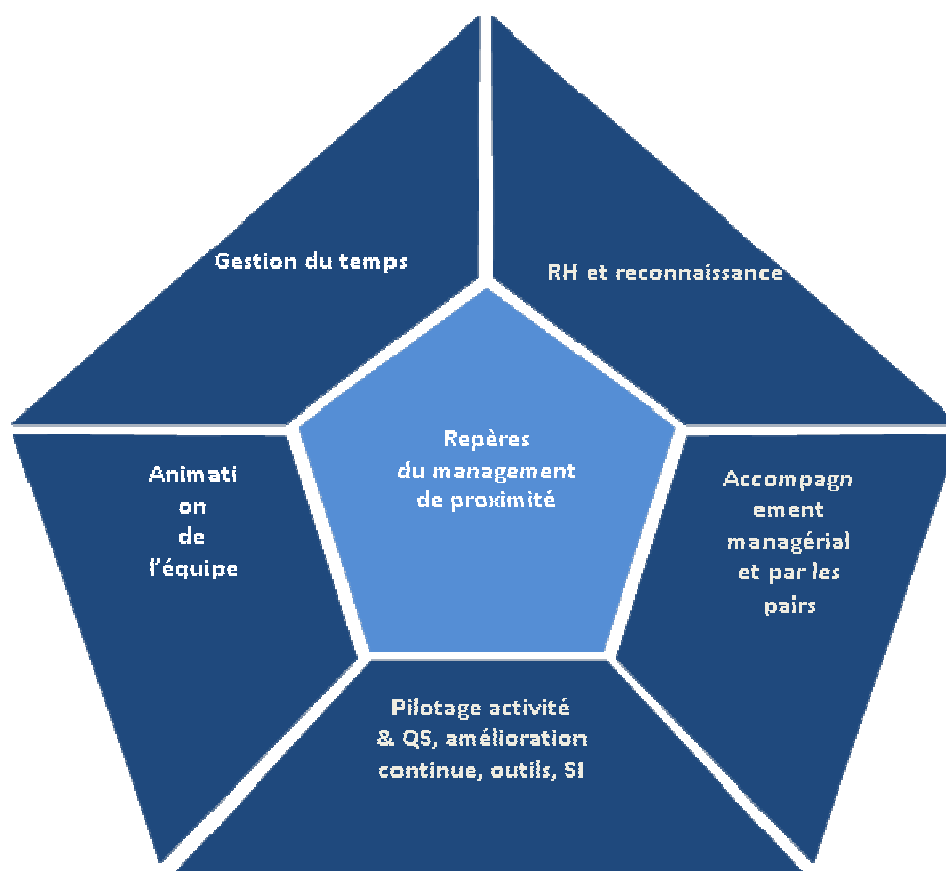 Gestion du temps
RH et reconnaissance
Repères
du management
de proximité
Animati
on
de
l'équipe
Accompagn
ement
managérial
et par les
pairs
Pilotage activité
& QS, amélioration
continue, outils, SI